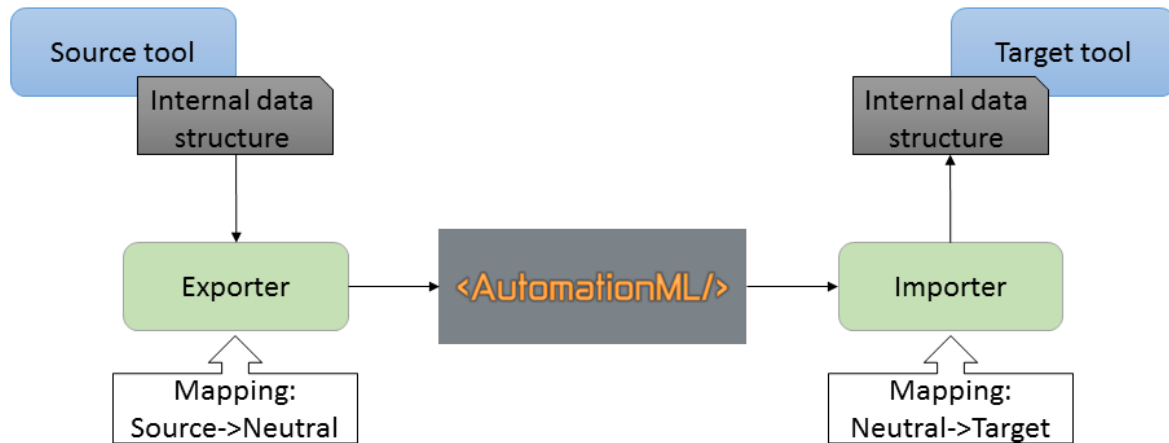 Source tool
Internal data
structure
Exporter
Mapping:
Source->Neutral
<AutomationML/>
Target tool
Internal data
structure
Importer
Mapping:
Neutral->Target